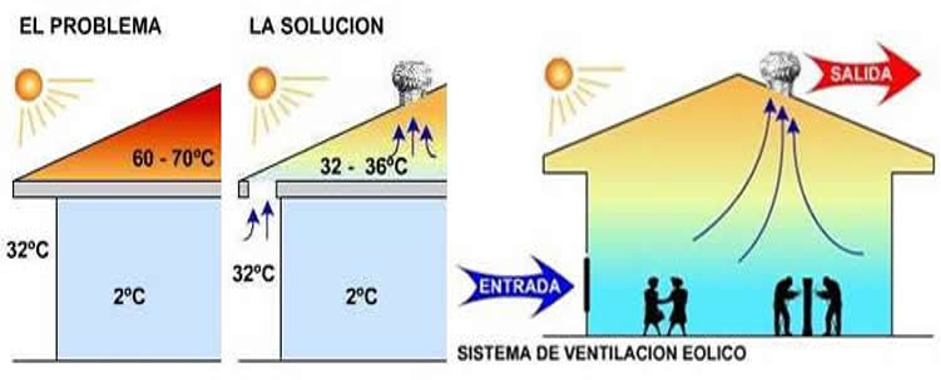 EL PROBLEMA
60 - 70ºC
32ºC
2ºC
LA SOLUCION
32 - 36ºC
32ºC
2ºC
SALIDA
ENTRADA
SISTEMA DE VENTILACION EOLICO